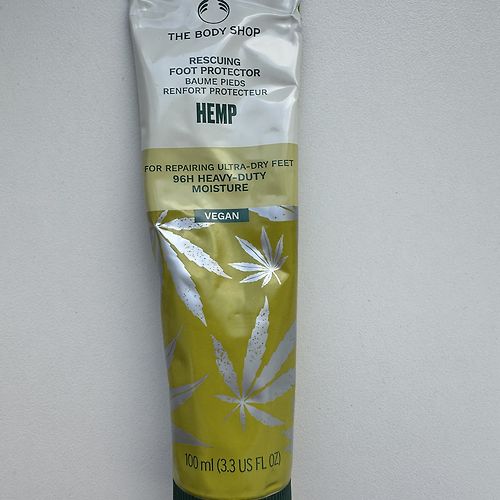 THE BODY SHOP
RESCUING
FOOT PROTECTOR
BAUME PIEDS
RENFORT PROTECTEUR
HEMP
FOR REPAIRING ULTRA-DRY FEET
96H HEAVY-DUTY
MOISTURE
VEGAN
100 ml (3.3 US FL OZ)